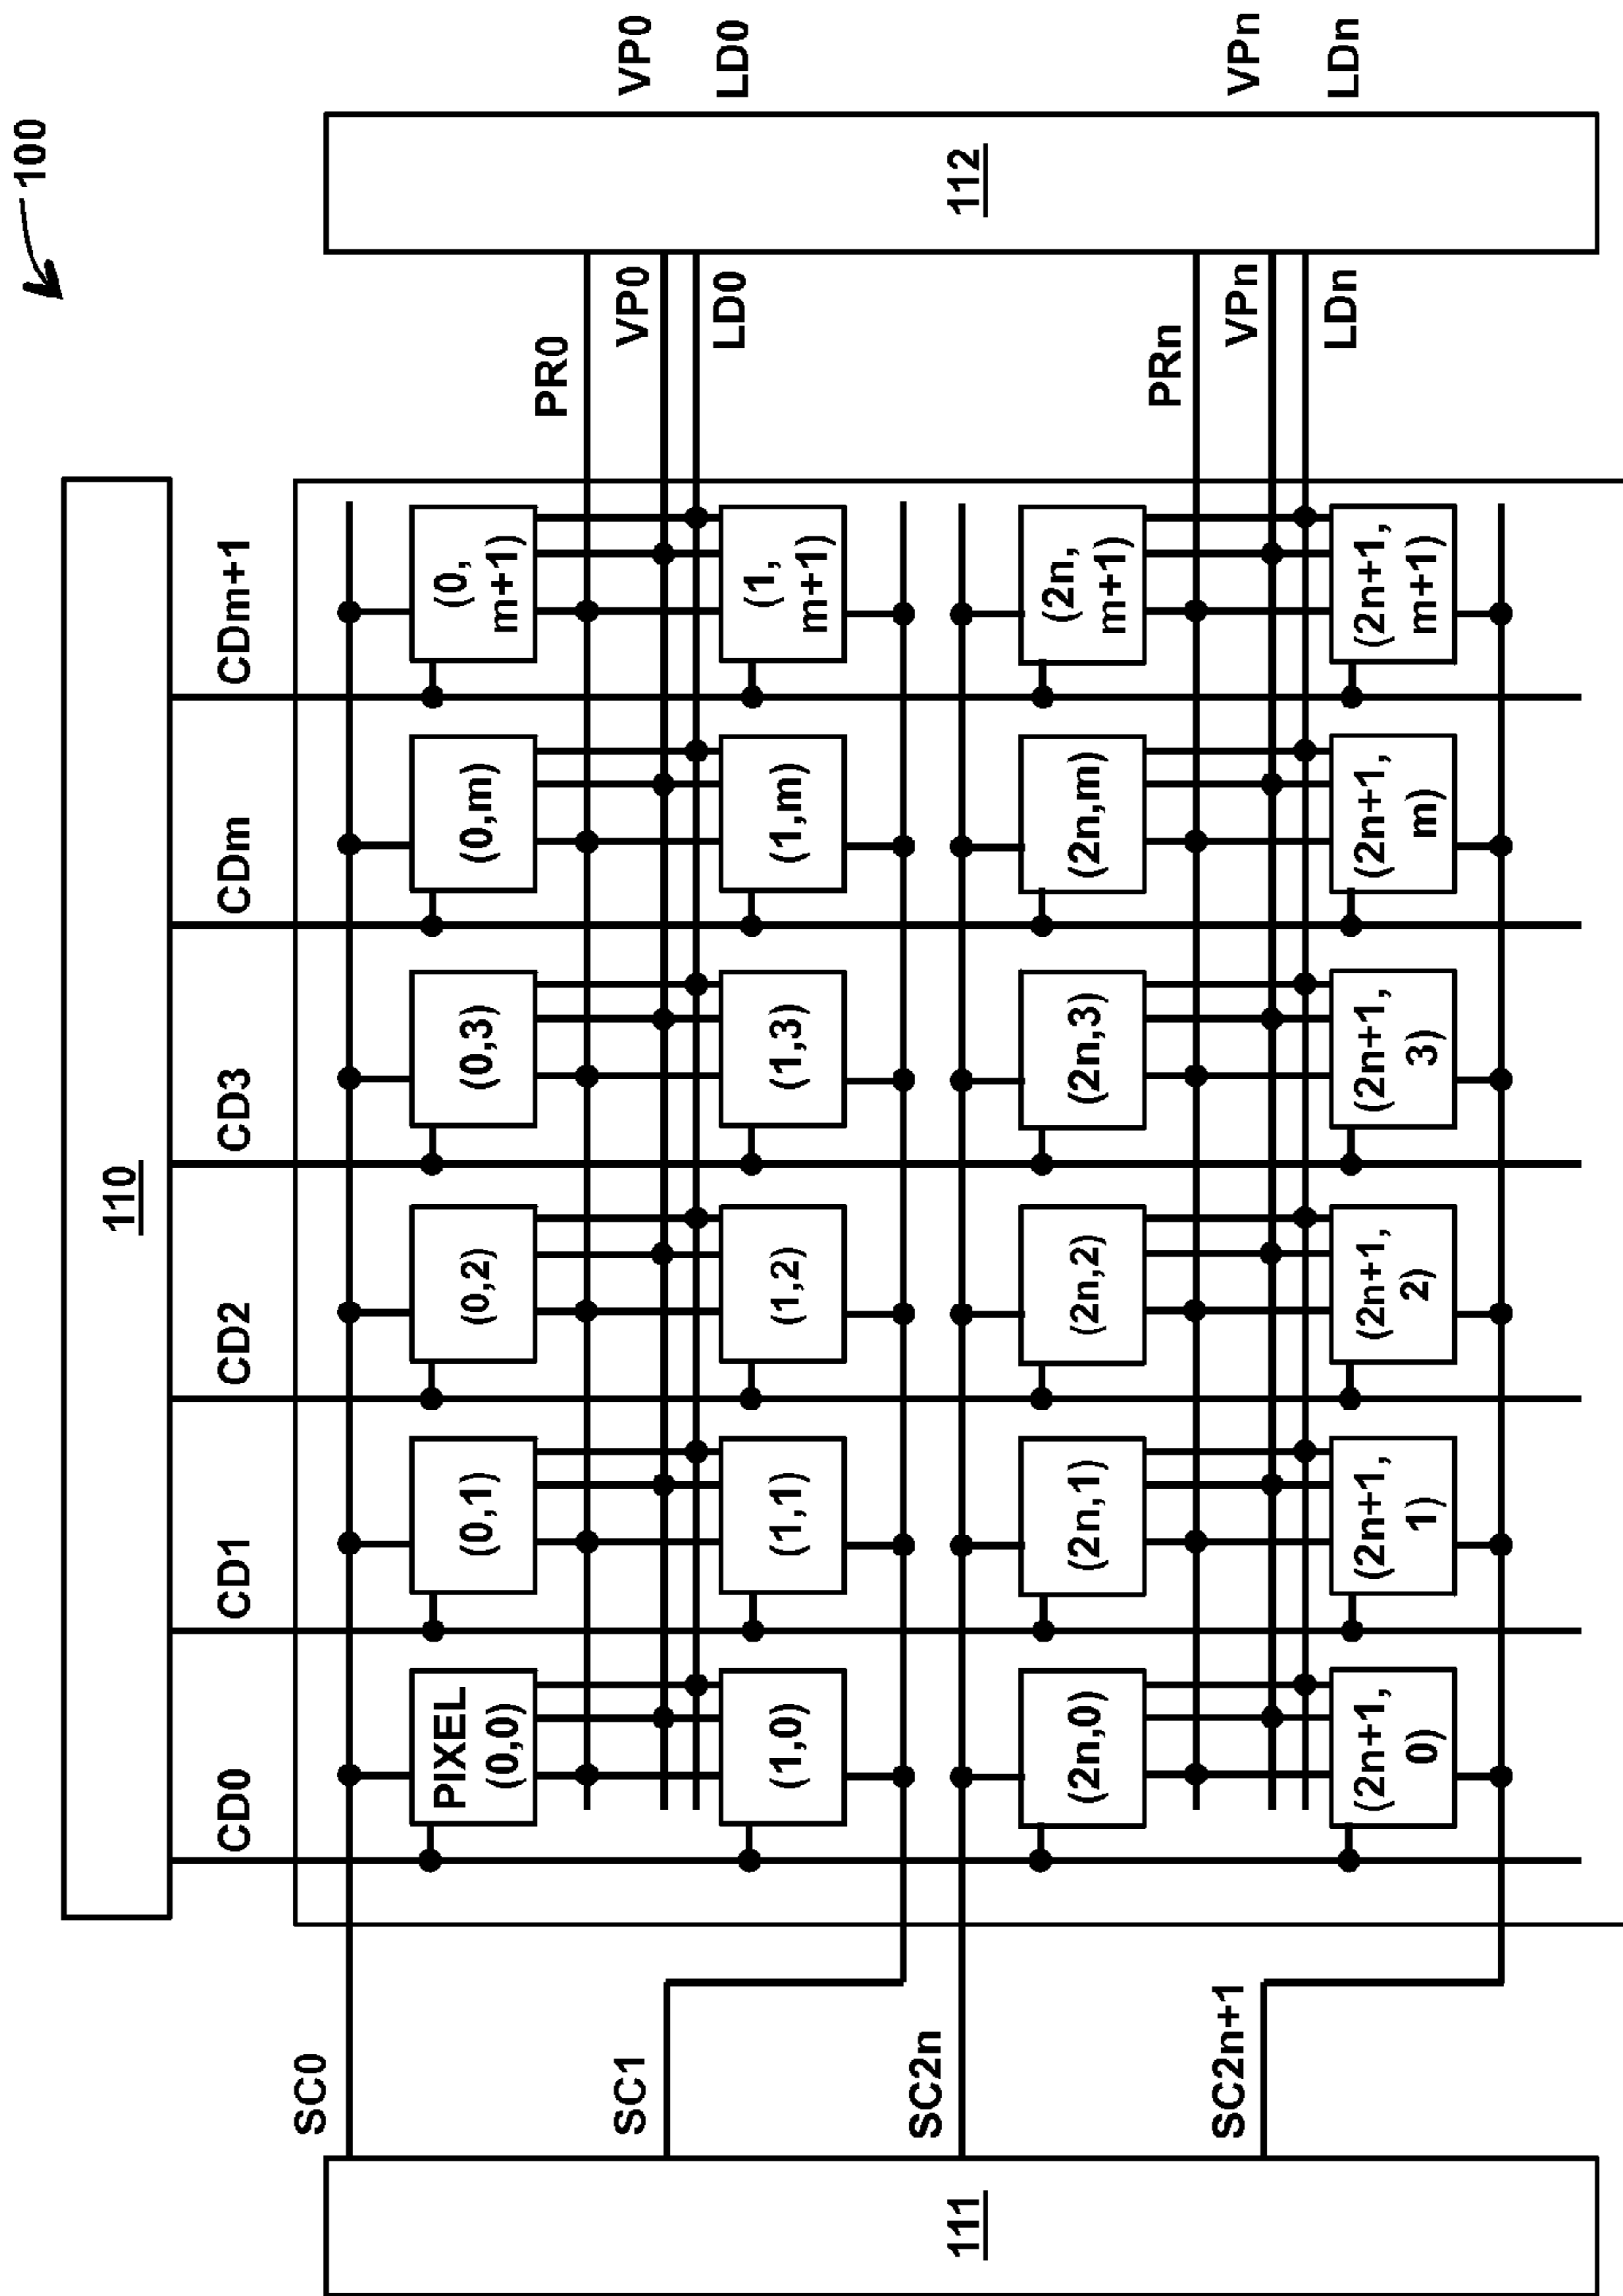 100
110
CD0 CD1 CD2 CD3 CDm CDm+1
SC0
PIXEL
(0,0)
(0,1)
(0,2)
(0,3)
(0,m)
(0,
m+1)
PR0
SC1
VP0
VP0
LD0
LD0
(1,0)
(1,1)
(1,2)
(1,3)
(1,m)
(1,
m+1)
SC2n
111
112
(2n,0)
(2n,1)
(2n,2)
(2n,3)
(2n,m)
(2n,
m+1)
PRn
SC2n+1
VPn
VPn
LDn
LDn
(2n+1,
0)
(2n+1,
1)
(2n+1,
2)
(2n+1,
3)
(2n+1,
m)
(2n+1,
m+1)